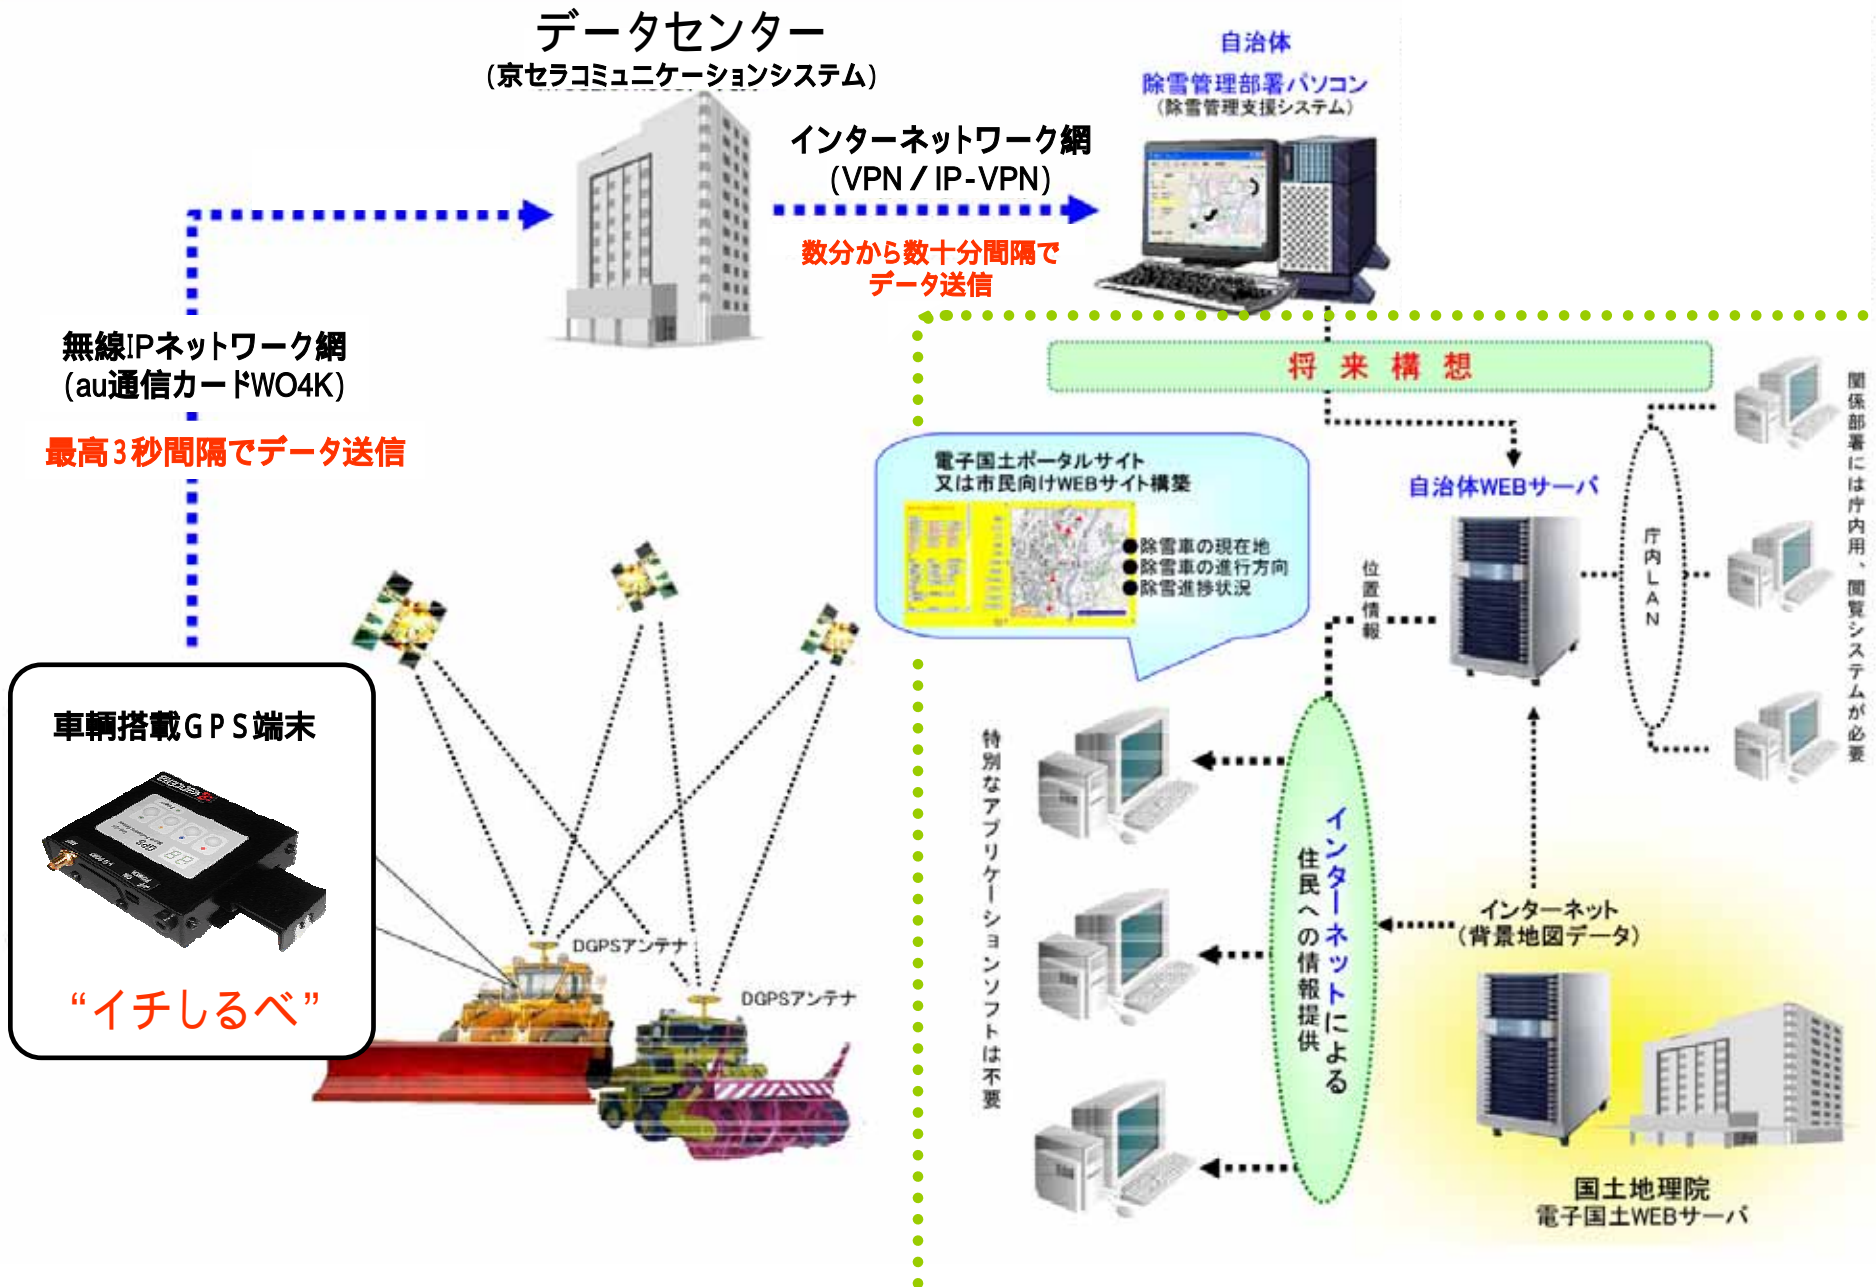 データセンター
(京セラコミュニケーションシステム)
自治体
除雪管理部署パソコン
(除雪管理支援システム)
インターネットワーク網
(VPN／IP-VPN)
数分から数十分間隔で
データ送信
無線IPネットワーク網
(au通信カードWO4K)
最高3秒間隔でデータ送信
将来構想
電子国土ポータルサイト
又は市民向けWEBサイト構築
●除雪車の現在地
●除雪車の進行方向
●除雪進捗状況
自治体WEBサーバ
位置情報
庁内LAN
関係部署には庁内用、閲覧システムが必要
車輌搭載GPS端末
“イチしるべ”
DGPSアンテナ
DGPSアンテナ
特別なアプリケーションソフトは不要
インターネットによる
住民への情報提供
インターネット
(背景地図データ)
国土地理院
電子国土WEBサーバ